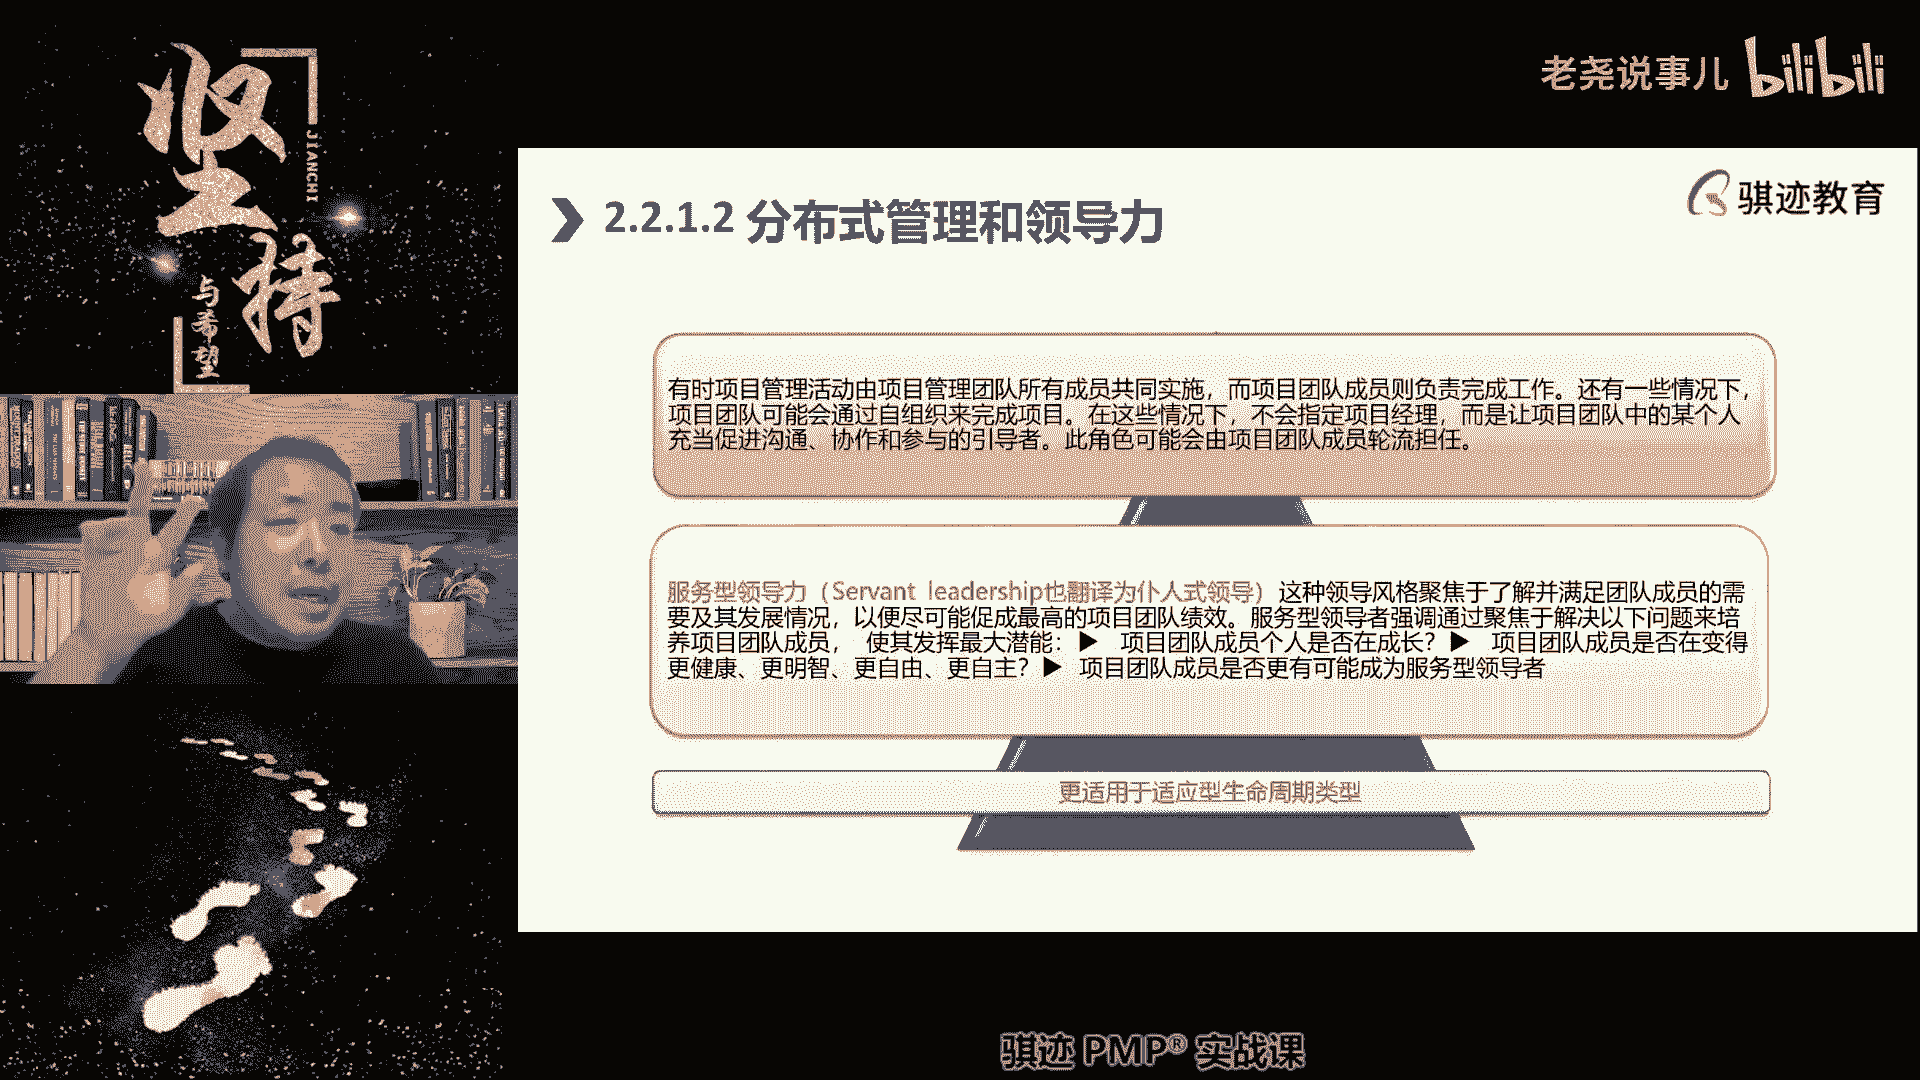 坚持
JIANCHI
与希望
老尧说事儿 bilibili
骐迹教育
2.2.1.2 分布式管理和领导力
有时项目管理活动由项目管理团队所有成员共同实施，而项目团队成员则负责完成工作。还有一些情况下，
项目团队可能会通过自组织来完成项目。在这些情况下，不会指定项目经理，而是让项目团队中的某个人
充当促进沟通、协作和参与的引导者。此角色可能会由项目团队成员轮流担任。
服务型领导力（Servant leadership也翻译为仆人式领导）这种领导风格聚焦于了解并满足团队成员的需
要及其发展情况，以便尽可能促成最高的项目团队绩效。服务型领导者强调通过聚焦于解决以下问题来培
养项目团队成员， 使其发挥最大潜能：▶ 项目团队成员个人是否在成长？▶ 项目团队成员是否在变得
更健康、更明智、更自由、更自主？▶ 项目团队成员是否更有可能成为服务型领导者
更适用于适应型生命周期类型
骐迹 PMP® 实战课